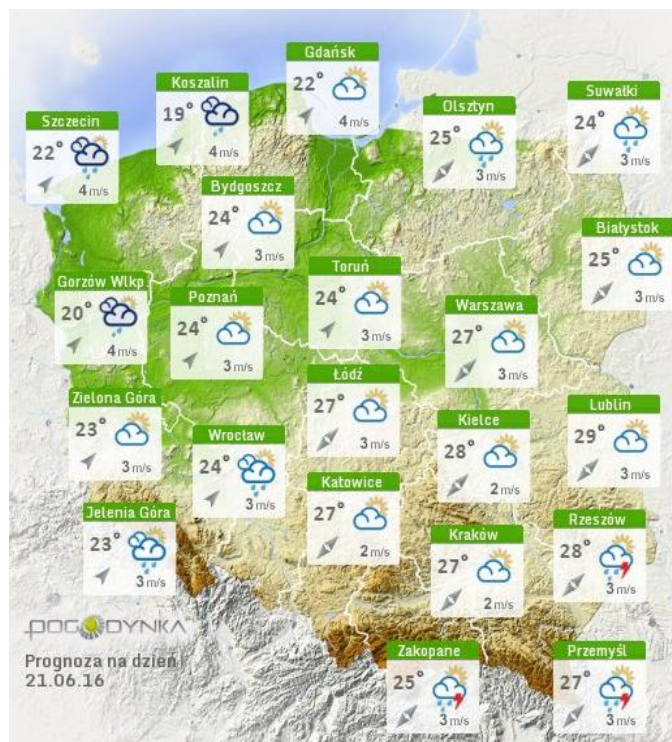 Gdańsk
22°
4 m/s
Koszalin
19°
4 m/s
Suwałki
24°
3 m/s
Olsztyn
25°
3 m/s
Szczecin
22°
4 m/s
Bydgoszcz
24°
3 m/s
Białystok
25°
3 m/s
Toruń
24°
3 m/s
Gorzów Wlkp.
20°
4 m/s
Poznań
24°
3 m/s
Warszawa
27°
3 m/s
Łódź
27°
3 m/s
Zielona Góra
23°
3 m/s
Lublin
29°
3 m/s
Kielce
28°
2 m/s
Wrocław
24°
3 m/s
Katowice
27°
2 m/s
Jelenia Góra
23°
3 m/s
Rzeszów
28°
3 m/s
Kraków
27°
2 m/s
POGODYNKA
Prognoza na dzień
21.06.16
Zakopane
25°
3 m/s
Przemyśl
27°
3 m/s